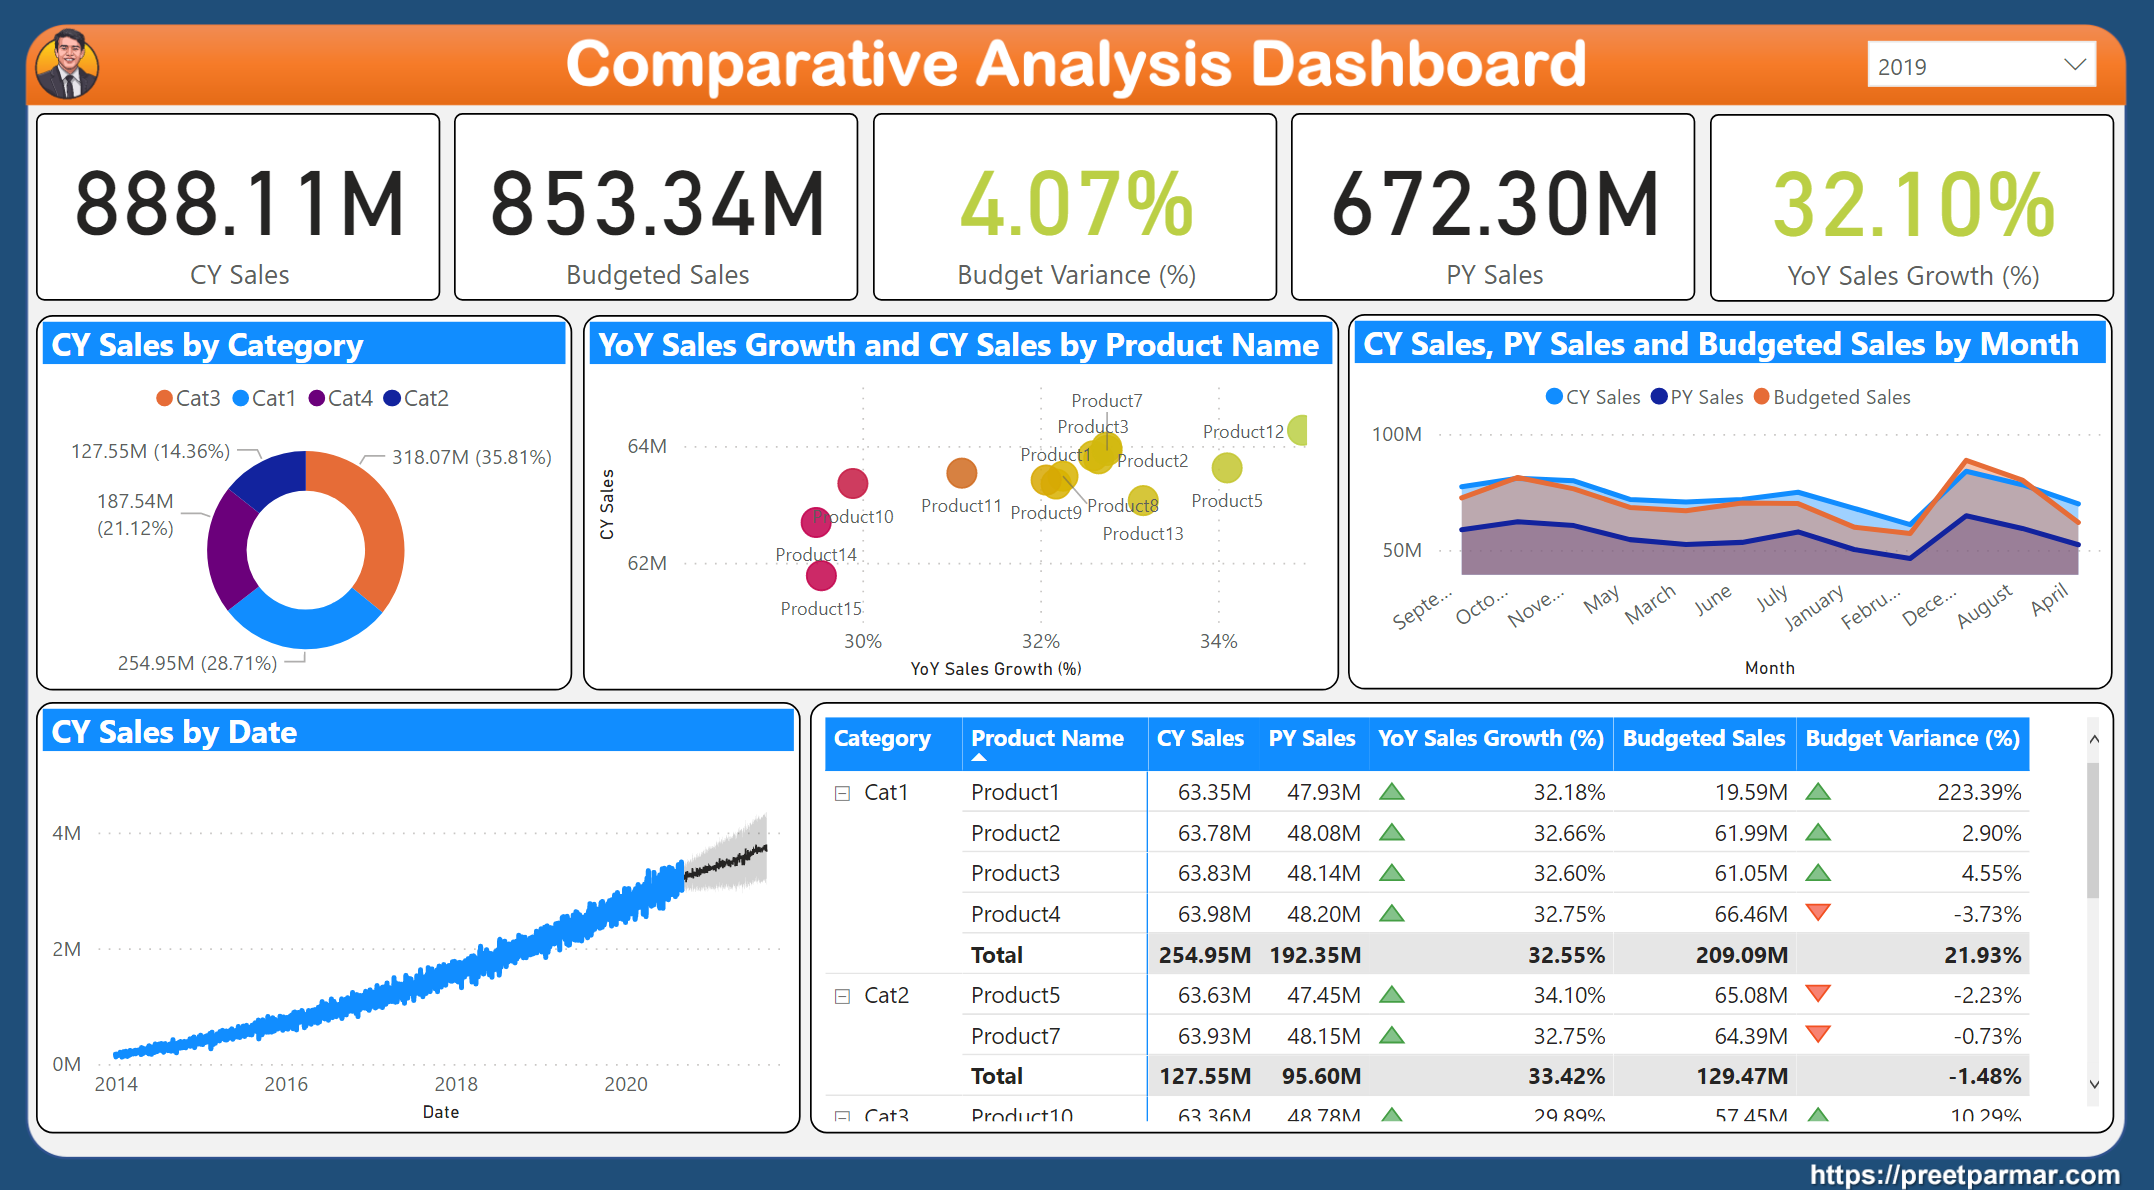 Comparative Analysis Dashboard
2019
888.11M
CY Sales
853.34M
Budgeted Sales
4.07%
Budget Variance (%)
672.30M
PY Sales
32.10%
YoY Sales Growth (%)
CY Sales by Category
Cat3 Cat1 Cat4 Cat2
127.55M (14.36%)
318.07M (35.81%)
187.54M
(21.12%)
254.95M (28.71%)
YoY Sales Growth and CY Sales by Product Name
CY Sales
64M
62M
Product7
Product3
Product12
Product1
Product2
Product11
Product10
Product9
Product8
Product5
Product13
Product14
Product15
30% 32% 34%
YoY Sales Growth (%)
CY Sales, PY Sales and Budgeted Sales by Month
CY Sales PY Sales Budgeted Sales
100M
50M
Septe... Octo... Nove... May March June July January Febru... Dece... August April
Month
CY Sales by Date
4M
2M
0M
2014 2016 2018 2020
Date
Category Product Name CY Sales PY Sales YoY Sales Growth (%) Budgeted Sales Budget Variance (%)
Cat1 Product1 63.35M 47.93M 32.18% 19.59M 223.39%
Product2 63.78M 48.08M 32.66% 61.99M 2.90%
Product3 63.83M 48.14M 32.60% 61.05M 4.55%
Product4 63.98M 48.20M 32.75% 66.46M -3.73%
Total 254.95M 192.35M 32.55% 209.09M 21.93%
Cat2 Product5 63.63M 47.45M 34.10% 65.08M -2.23%
Product7 63.93M 48.15M 32.75% 64.39M -0.73%
Total 127.55M 95.60M 33.42% 129.47M -1.48%
Cat3 Product10 63.36M 48.78M 29.89% 57.45M 10.29%
https://preetparmar.com